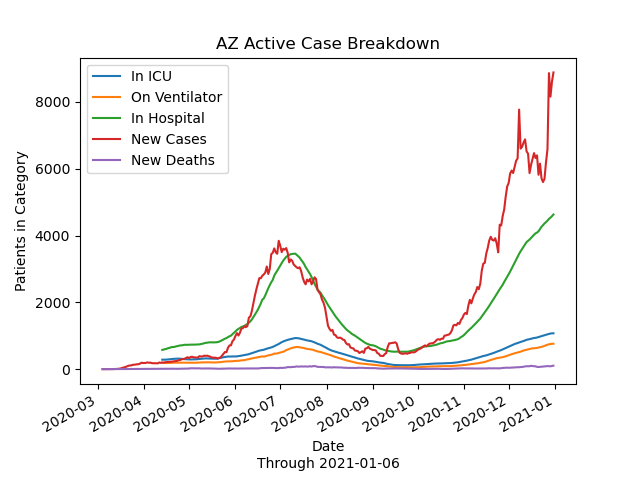 AZ Active Case Breakdown
In ICU
On Ventilator
In Hospital
New Cases
New Deaths
8000
6000
4000
2000
0
Patients in Category
2020-03
2020-04
2020-05
2020-06
2020-07
2020-08
2020-09
2020-10
2020-11
2020-12
2021-01
Date
Through 2021-01-06